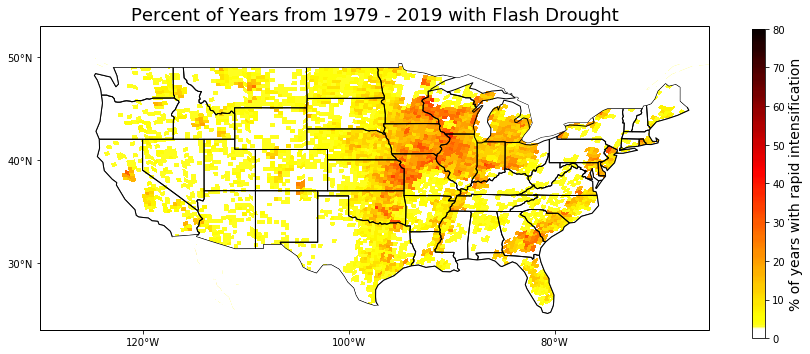 Percent of Years from 1979 - 2019 with Flash Drought
50°N
40°N
30°N
120°W
100°W
80°W
80
70
60
50
40
30
20
10
0
% of years with rapid intensification